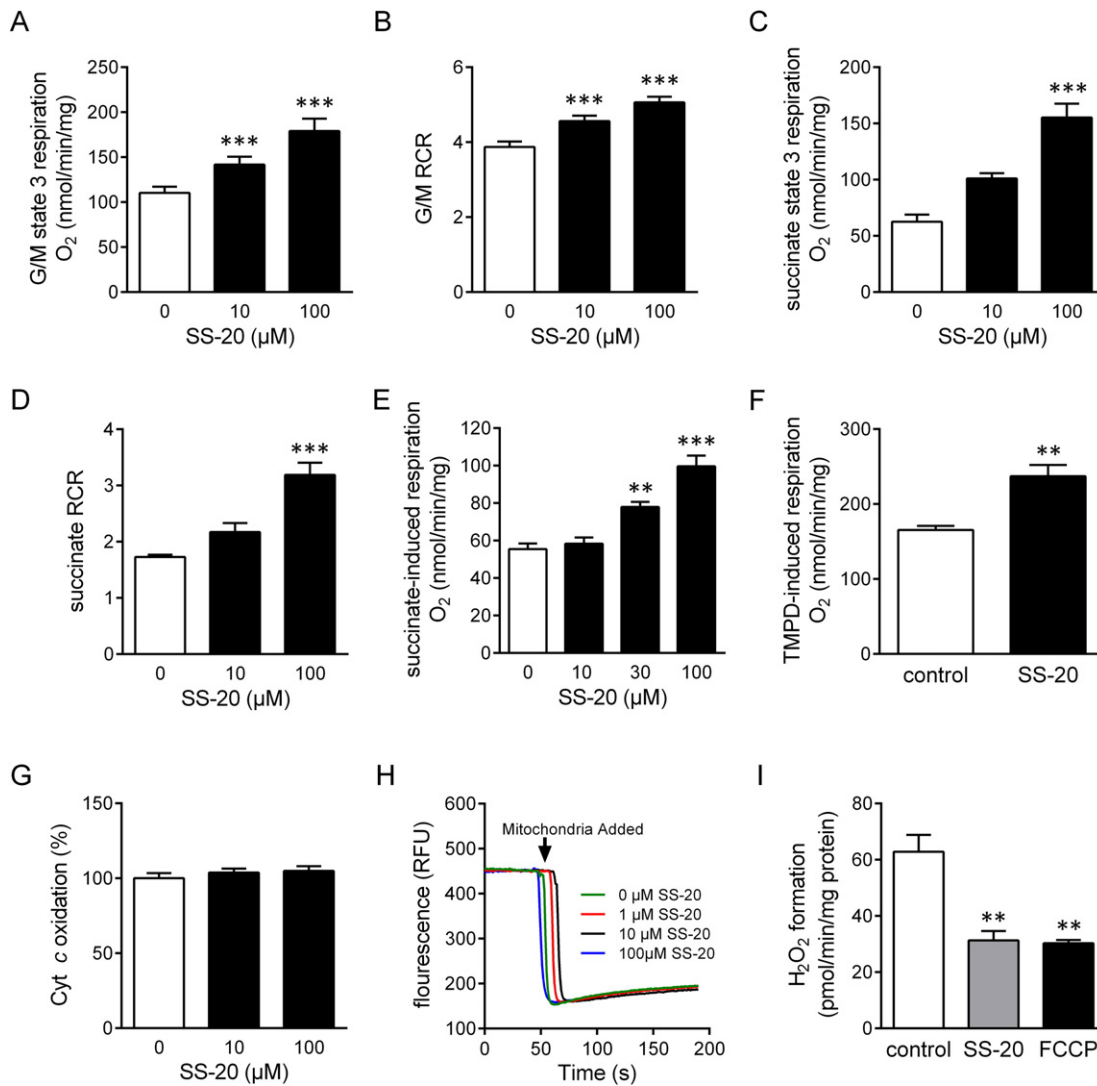 A
G/M state 3 respiration
O₂ (nmol/min/mg)
250
200
150
100
50
0
***
***
0 10 100
SS-20 (µM)
B
G/M RCR
6
4
2
0
***
***
0 10 100
SS-20 (µM)
C
succinate state 3 respiration
O₂ (nmol/min/mg)
200
150
100
50
0
***
0 10 100
SS-20 (µM)
D
succinate RCR
4
3
2
1
0
***
0 10 100
SS-20 (µM)
E
succinate-induced respiration
O₂ (nmol/min/mg)
120
100
80
60
40
20
0
**
***
0 10 30 100
SS-20 (µM)
F
TMPD-induced respiration
O₂ (nmol/min/mg)
300
200
100
0
**
control SS-20
G
Cyt c oxidation (%)
150
100
50
0
0 10 100
SS-20 (µM)
H
flourescence (RFU)
600
500
400
300
200
100
Mitochondria Added
0 µM SS-20
1 µM SS-20
10 µM SS-20
100µM SS-20
0 50 100 150 200
Time (s)
I
H₂O₂ formation
(pmol/min/mg protein)
80
60
40
20
0
**
**
control SS-20 FCCP